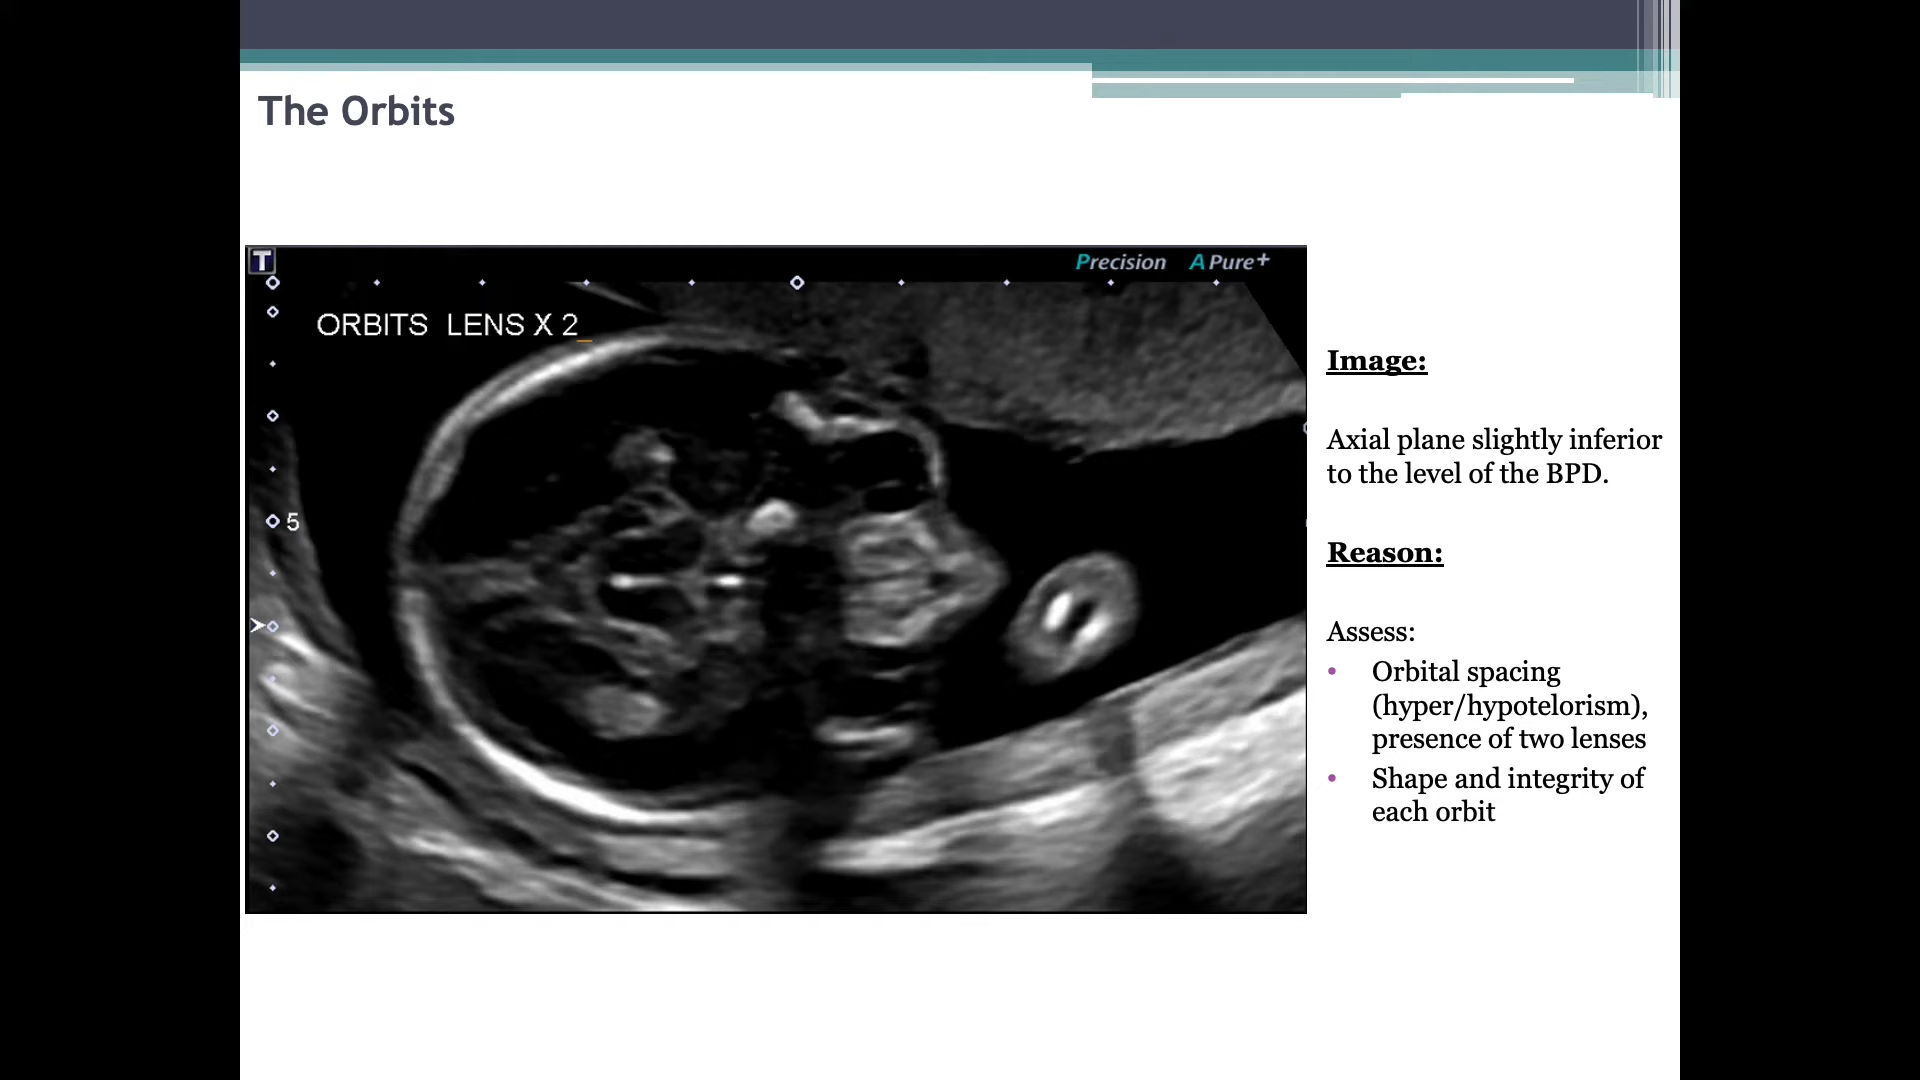 The Orbits
T
Precision A Pure+
ORBITS LENS X 2_
5
Image:
Axial plane slightly inferior
to the level of the BPD.
Reason:
Assess:
• Orbital spacing
(hyper/hypotelorism),
presence of two lenses
• Shape and integrity of
each orbit